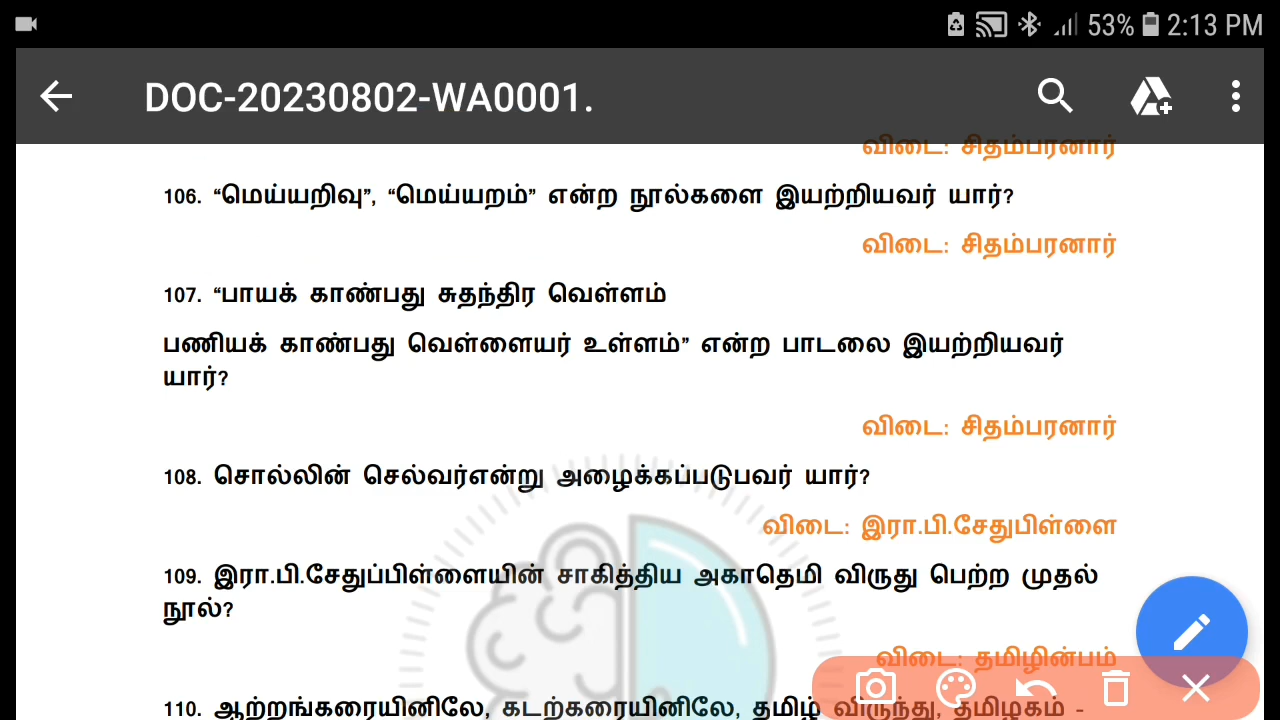 53% 2:13 PM
DOC-20230802-WA0001.
விடை: சிதம்பரனார்
106. “மெய்யறிவு”, “மெய்யறம்” என்ற நூல்களை இயற்றியவர் யார்?
விடை: சிதம்பரனார்
107. “பாயக் காண்பது சுதந்திர வெள்ளம்
பணியக் காண்பது வெள்ளையர் உள்ளம்” என்ற பாடலை இயற்றியவர்
யார்?
விடை: சிதம்பரனார்
108. சொல்லின் செல்வர்என்று அழைக்கப்படுபவர் யார்?
விடை: இரா.பி.சேதுபிள்ளை
109. இரா.பி.சேதுப்பிள்ளையின் சாகித்திய அகாதெமி விருது பெற்ற முதல்
நூல்?
விடை: தமிழின்பம்
110. ஆற்றங்கரையினிலே, கடற்கரையினிலே, தமிழ் விருந்து, தமிழகம் -